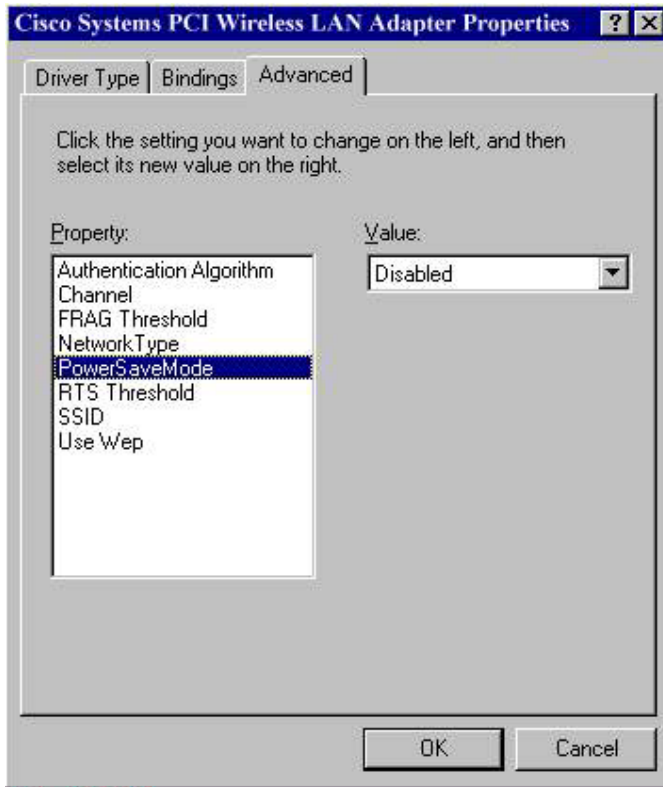 Cisco Systems PCI Wireless LAN Adapter Properties
Driver Type Bindings Advanced
Click the setting you want to change on the left, and then
select its new value on the right.
Property:
Authentication Algorithm
Channel
FRAG Threshold
NetworkType
PowerSaveMode
RTS Threshold
SSID
Use Wep
Value:
Disabled
OK Cancel